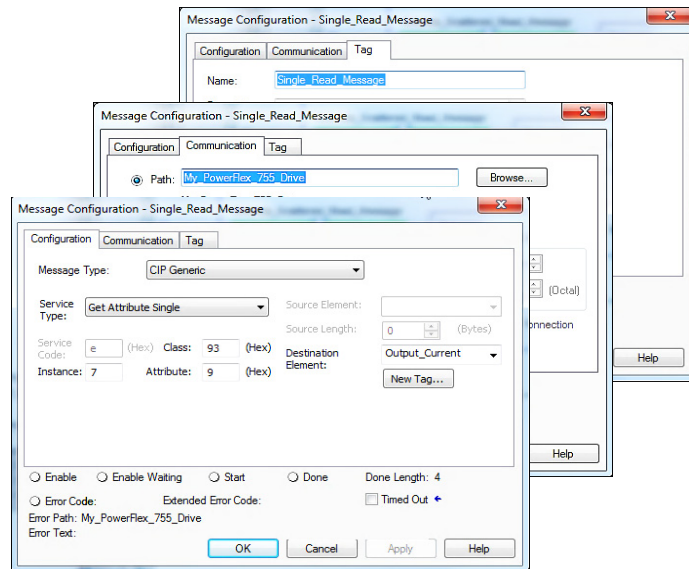 Message Configuration - Single_Read_Message
Configuration Communication Tag
Name: Single_Read_Message
Message Configuration - Single_Read_Message
Configuration Communication Tag
Path: My_PowerFlex_755_Drive Browse...
(Octal)
Help
Help
Message Configuration - Single_Read_Message
Configuration Communication Tag
Message Type: CIP Generic
Service Type: Get Attribute Single
Source Element:
Source Length: 0 (Bytes)
Service Code: e (Hex) Class: 93 (Hex)
Destination Element: Output_Current
Instance: 7 Attribute: 9 (Hex)
New Tag...
Enable Enable Waiting Start Done Done Length: 4
Error Code: Extended Error Code: Timed Out
Error Path: My_PowerFlex_755_Drive
Error Text:
OK Cancel Apply Help